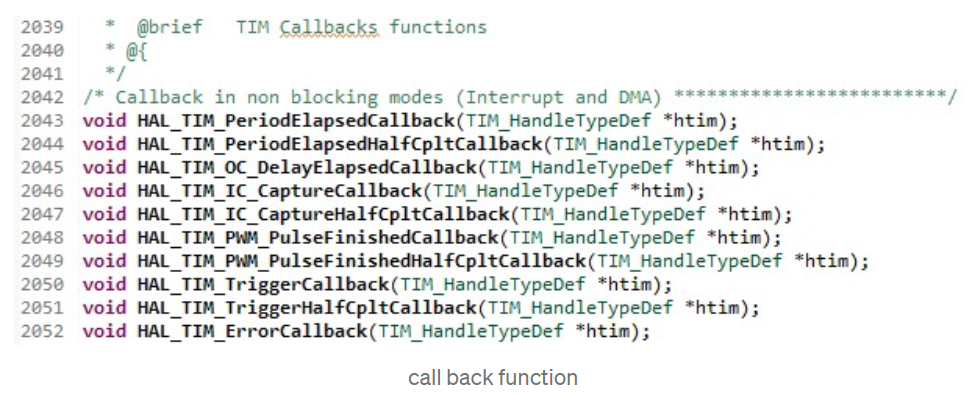 2039 * @brief TIM Callbacks functions
2040 * @{
2041 */
2042 /* Callback in non blocking modes (Interrupt and DMA) *************************/
2043 void HAL_TIM_PeriodElapsedCallback(TIM_HandleTypeDef *htim);
2044 void HAL_TIM_PeriodElapsedHalfCpltCallback(TIM_HandleTypeDef *htim);
2045 void HAL_TIM_OC_DelayElapsedCallback(TIM_HandleTypeDef *htim);
2046 void HAL_TIM_IC_CaptureCallback(TIM_HandleTypeDef *htim);
2047 void HAL_TIM_IC_CaptureHalfCpltCallback(TIM_HandleTypeDef *htim);
2048 void HAL_TIM_PWM_PulseFinishedCallback(TIM_HandleTypeDef *htim);
2049 void HAL_TIM_PWM_PulseFinishedHalfCpltCallback(TIM_HandleTypeDef *htim);
2050 void HAL_TIM_TriggerCallback(TIM_HandleTypeDef *htim);
2051 void HAL_TIM_TriggerHalfCpltCallback(TIM_HandleTypeDef *htim);
2052 void HAL_TIM_ErrorCallback(TIM_HandleTypeDef *htim);
call back function